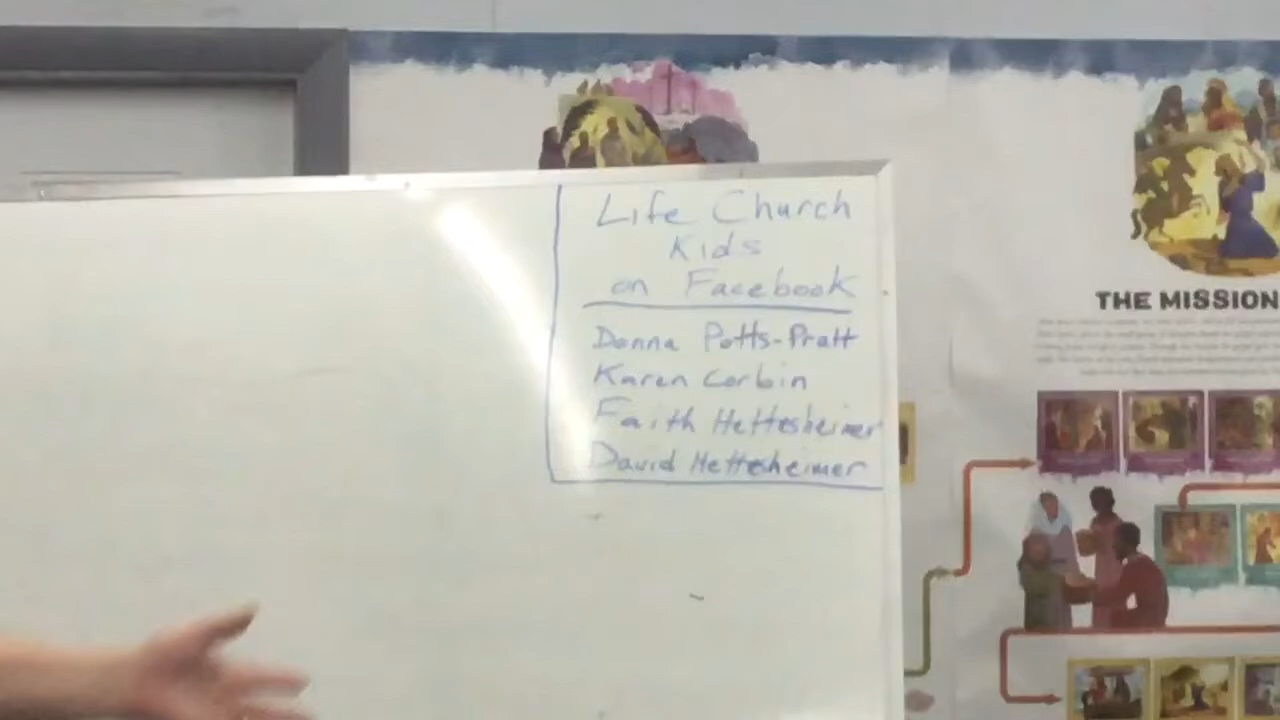 Life Church
Kids
on Facebook
Donna Potts-Pratt
Karen Corbin
Faith Hettesheimer
David Hettesheimer
THE MISSION